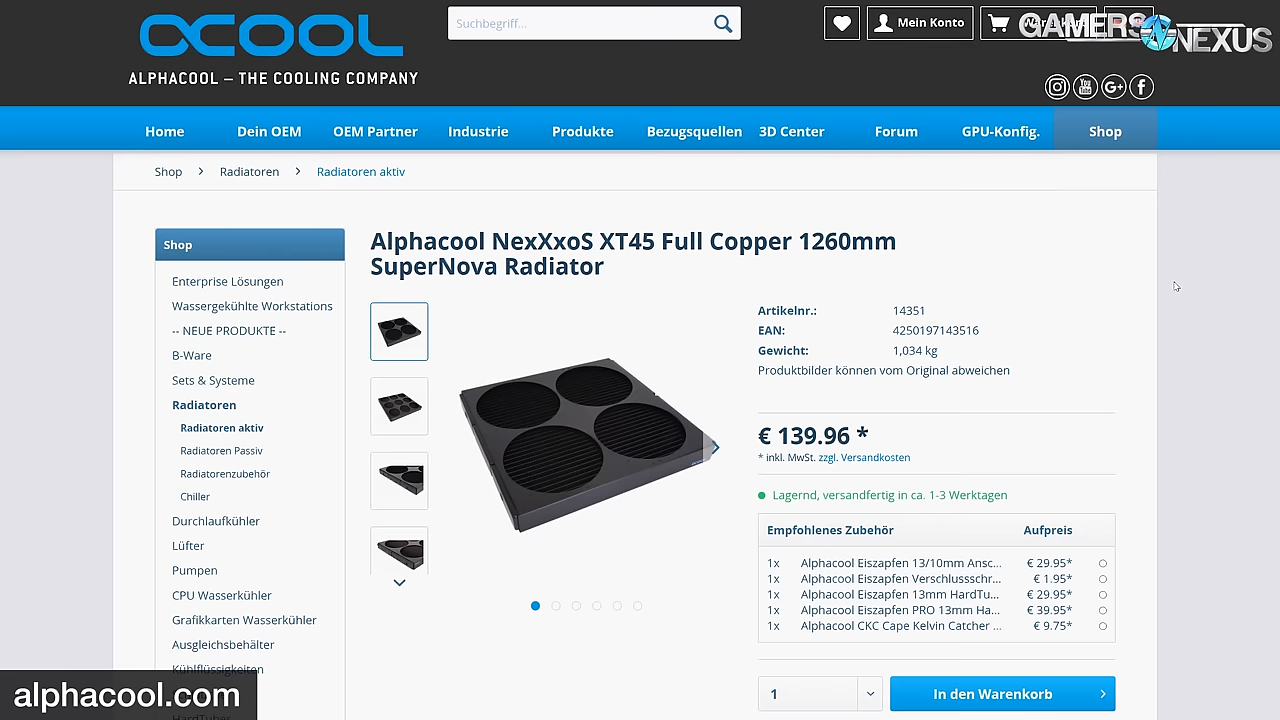 OCOOL
ALPHACOOL – THE COOLING COMPANY
Suchbegriff...
Mein Konto
GAMERS NEXUS
Home Dein OEM OEM Partner Industrie Produkte Bezugsquellen 3D Center Forum GPU-Konfig. Shop
Shop > Radiatoren > Radiatoren aktiv
Shop
Enterprise Lösungen
Wassergekühlte Workstations
-- NEUE PRODUKTE --
B-Ware
Sets & Systeme
Radiatoren
Radiatoren aktiv
Radiatoren Passiv
Radiatorenzubehör
Chiller
Durchlaufkühler
Lüfter
Pumpen
CPU Wasserkühler
Grafikkarten Wasserkühler
Ausgleichsbehälter
Kühlflüssigkeiten
HardTubes
Alphacool NexXxoS XT45 Full Copper 1260mm
SuperNova Radiator
Artikelnr.: 14351
EAN: 4250197143516
Gewicht: 1,034 kg
Produktbilder können vom Original abweichen
€ 139.96 *
* inkl. MwSt. zzgl. Versandkosten
Lagernd, versandfertig in ca. 1-3 Werktagen
Empfohlenes Zubehör Aufpreis
1x Alphacool Eiszapfen 13/10mm Ansc... € 29.95*
1x Alphacool Eiszapfen Verschlussschr... € 1.95*
1x Alphacool Eiszapfen 13mm HardTu... € 29.95*
1x Alphacool Eiszapfen PRO 13mm Ha... € 39.95*
1x Alphacool CKC Cape Kelvin Catcher ... € 9.75*
1
In den Warenkorb
alphacool.com